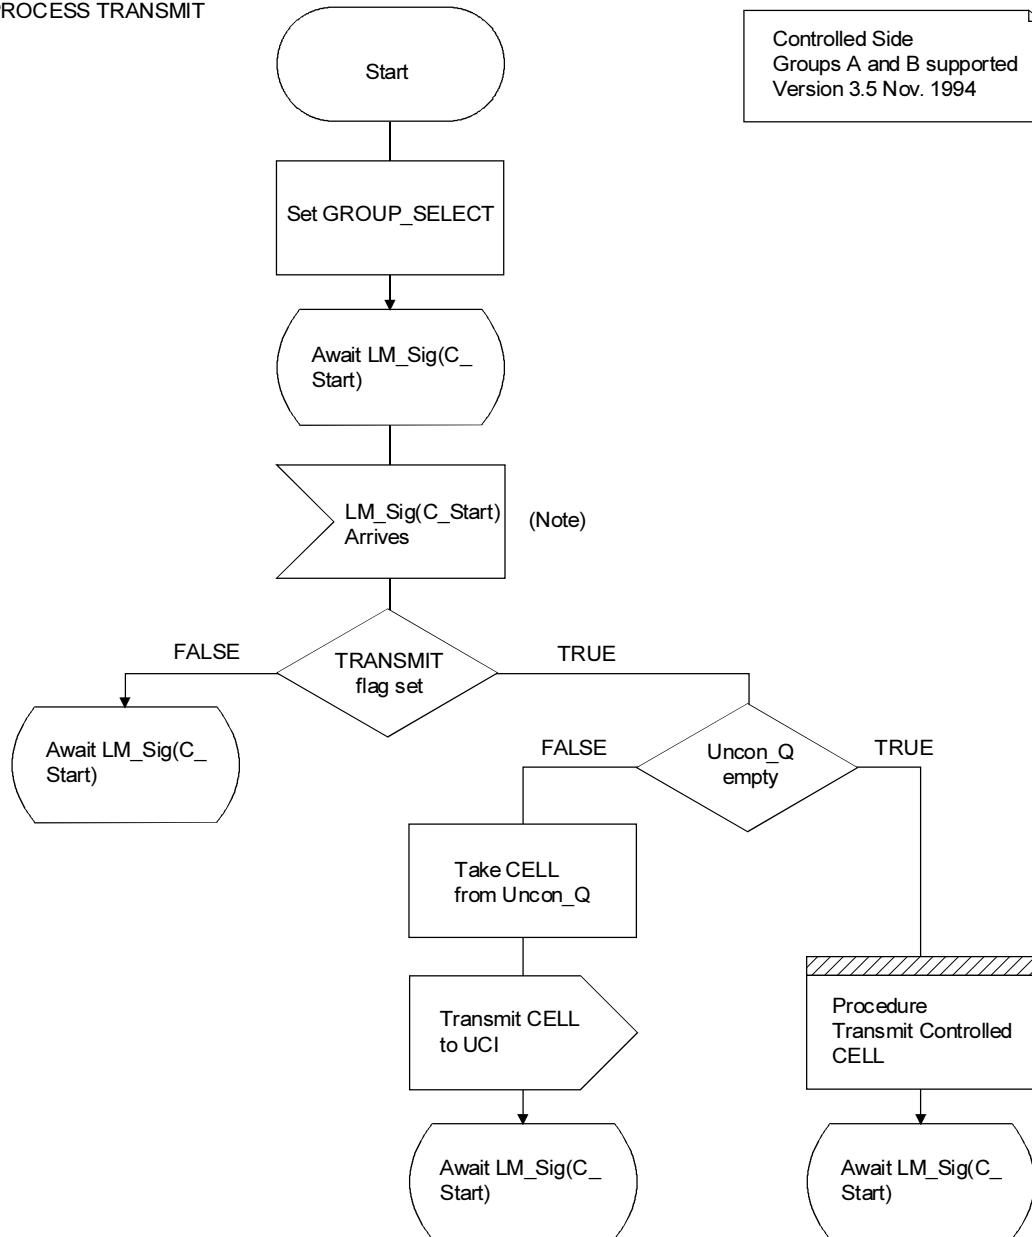 PROCESS TRANSMIT
Controlled Side
Groups A and B supported
Version 3.5 Nov. 1994
Start
Set GROUP_SELECT
Await LM_Sig(C_
Start)
LM_Sig(C_Start)
Arrives
(Note)
FALSE
TRANSMIT
flag set
TRUE
Await LM_Sig(C_
Start)
FALSE
Uncon_Q
empty
TRUE
Take CELL
from Uncon_Q
Transmit CELL
to UCI
Procedure
Transmit Controlled
CELL
Await LM_Sig(C_
Start)
Await LM_Sig(C_
Start)